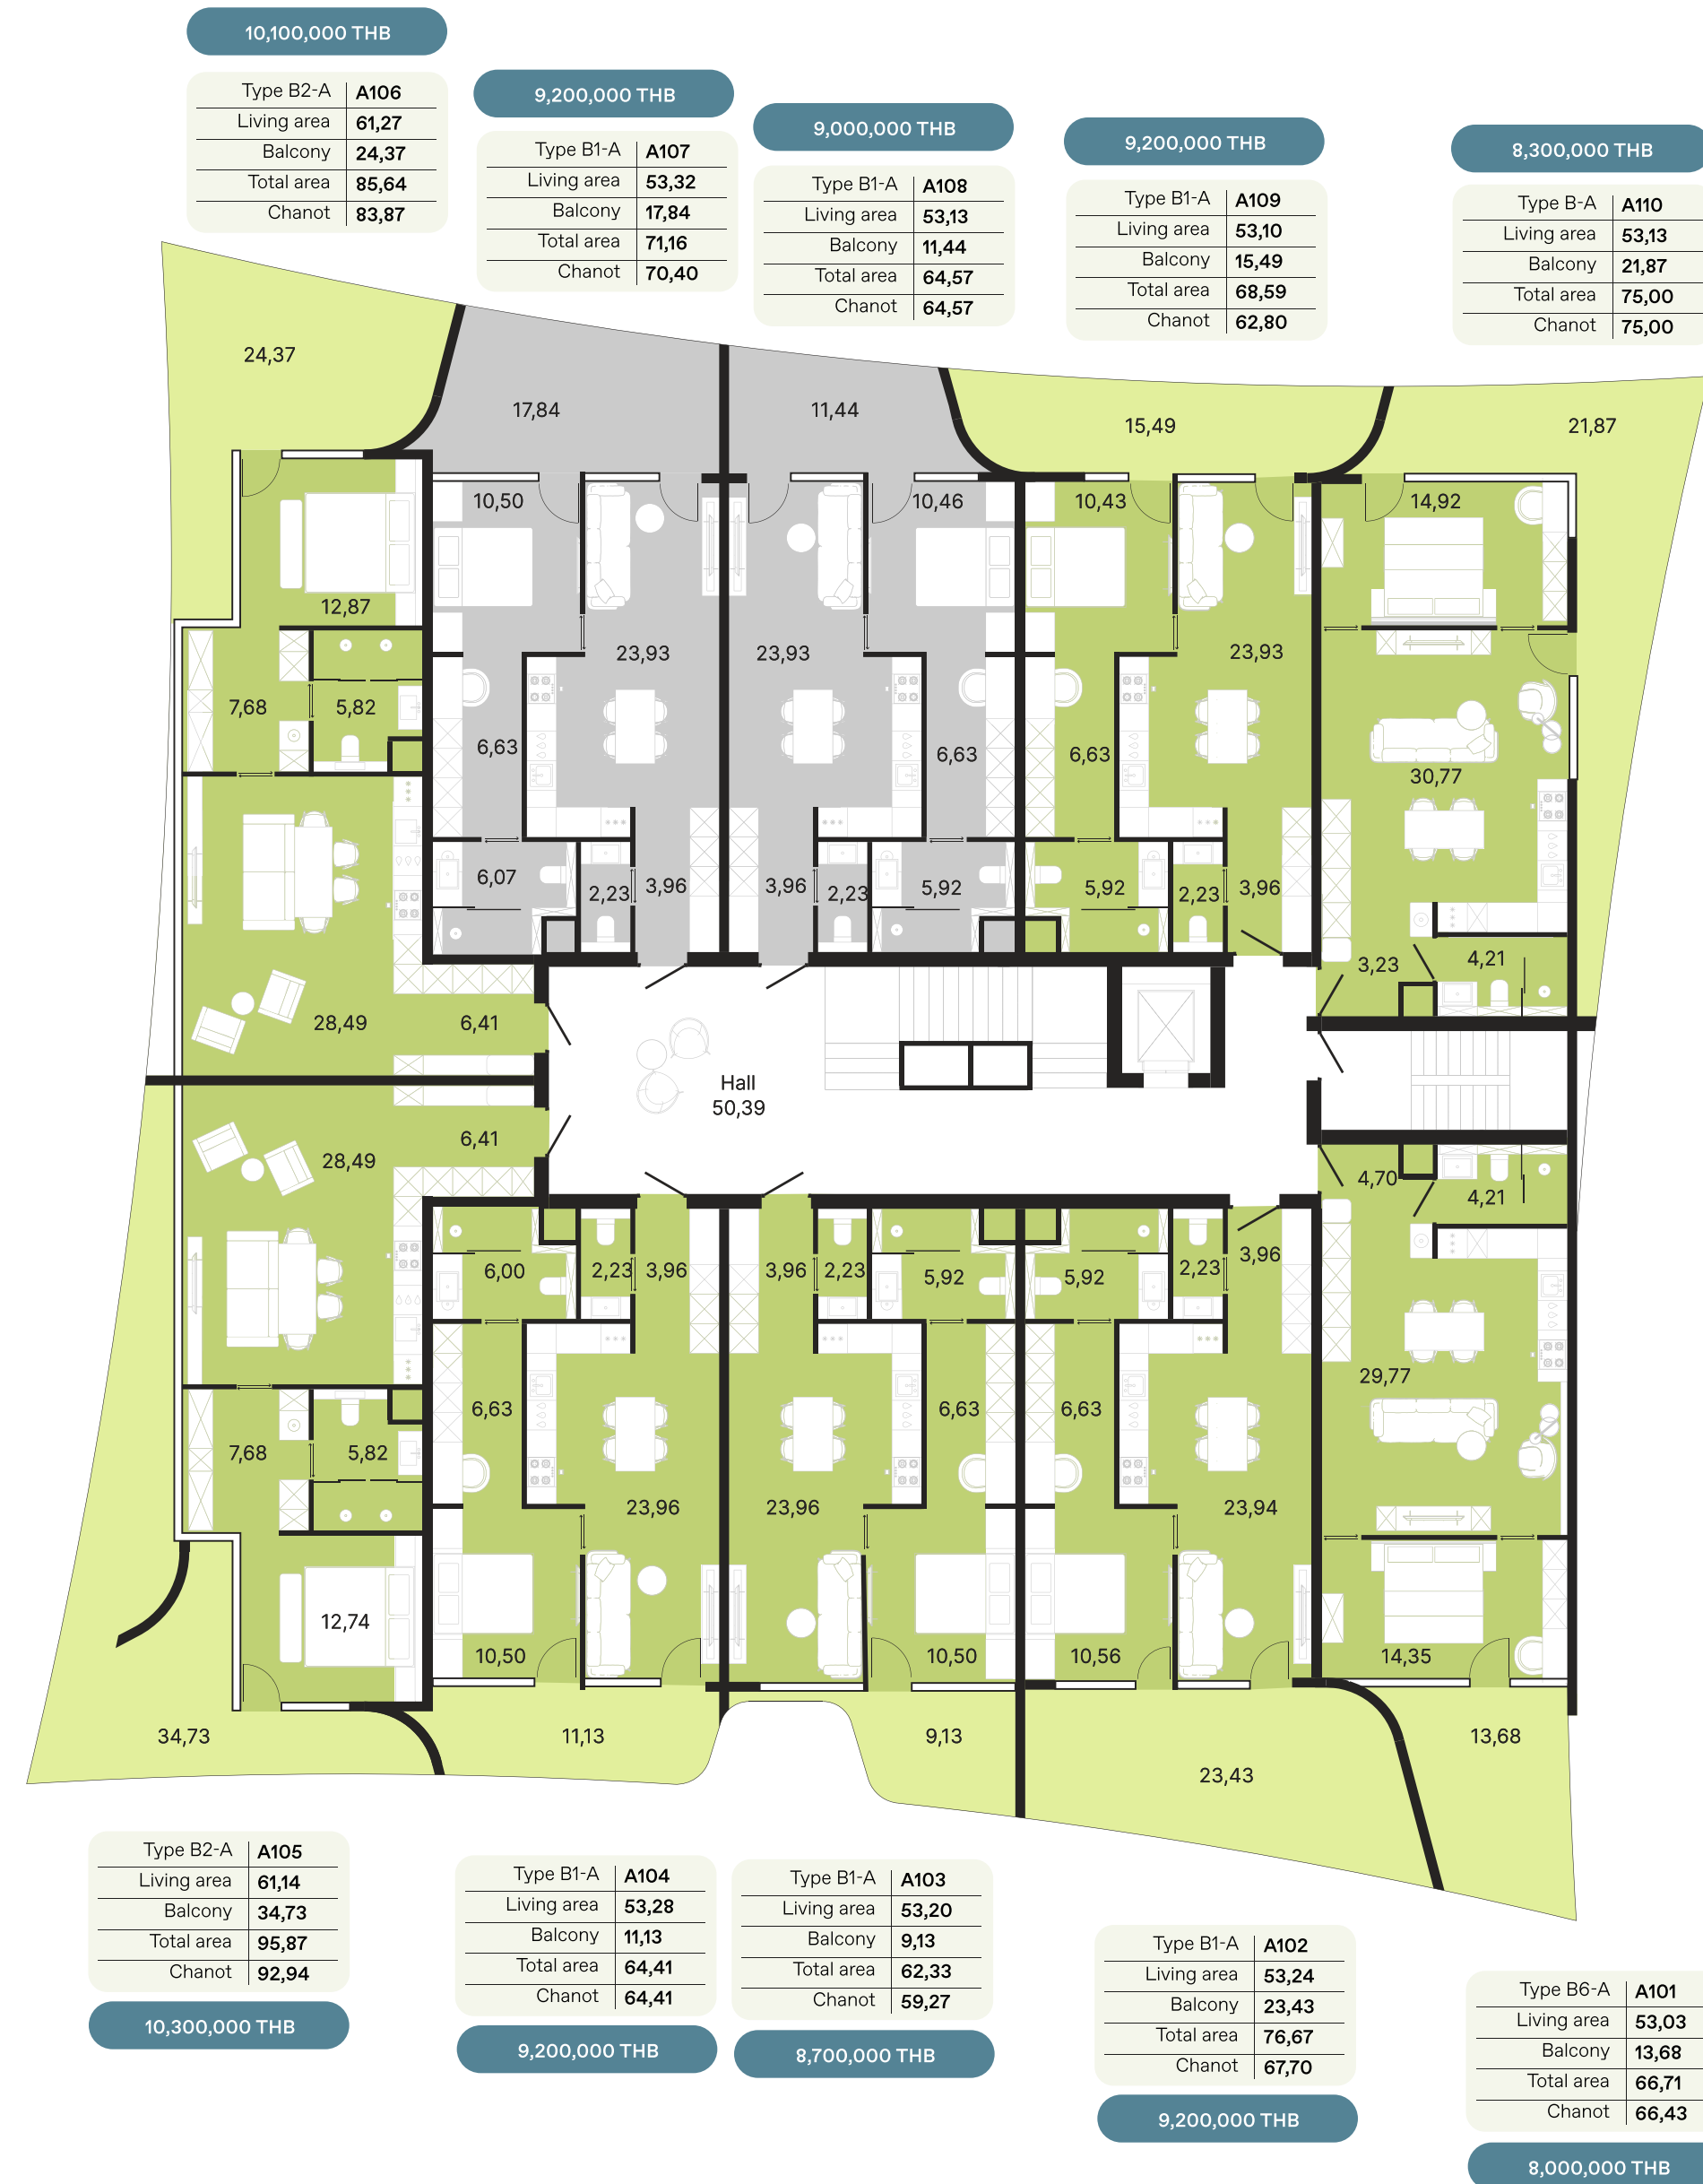 10,100,000 THB
Type B2-A A106
Living area 61,27
Balcony 24,37
Total area 85,64
Chanot 83,87
9,200,000 THB
Type B1-A A107
Living area 53,32
Balcony 17,84
Total area 71,16
Chanot 70,40
9,000,000 THB
Type B1-A A108
Living area 53,13
Balcony 11,44
Total area 64,57
Chanot 64,57
9,200,000 THB
Type B1-A A109
Living area 53,10
Balcony 15,49
Total area 68,59
Chanot 62,80
8,300,000 THB
Type B-A A110
Living area 53,13
Balcony 21,87
Total area 75,00
Chanot 75,00
24,37
17,84
11,44
15,49
21,87
10,50
10,46
10,43
14,92
12,87
23,93
23,93
23,93
7,68
5,82
6,63
6,63
6,63
30,77
6,07
2,23
3,96
3,96
2,23
5,92
5,92
2,23
3,96
3,23
4,21
28,49
6,41
Hall
50,39
6,41
28,49
4,70
4,21
6,00
2,23
3,96
3,96
2,23
5,92
5,92
2,23
3,96
29,77
6,63
6,63
6,63
7,68
5,82
23,96
23,96
23,94
12,74
10,50
10,50
10,56
14,35
34,73
11,13
9,13
23,43
13,68
Type B2-A A105
Living area 61,14
Balcony 34,73
Total area 95,87
Chanot 92,94
10,300,000 THB
Type B1-A A104
Living area 53,28
Balcony 11,13
Total area 64,41
Chanot 64,41
9,200,000 THB
Type B1-A A103
Living area 53,20
Balcony 9,13
Total area 62,33
Chanot 59,27
8,700,000 THB
Type B1-A A102
Living area 53,24
Balcony 23,43
Total area 76,67
Chanot 67,70
9,200,000 THB
Type B6-A A101
Living area 53,03
Balcony 13,68
Total area 66,71
Chanot 66,43
8,000,000 THB